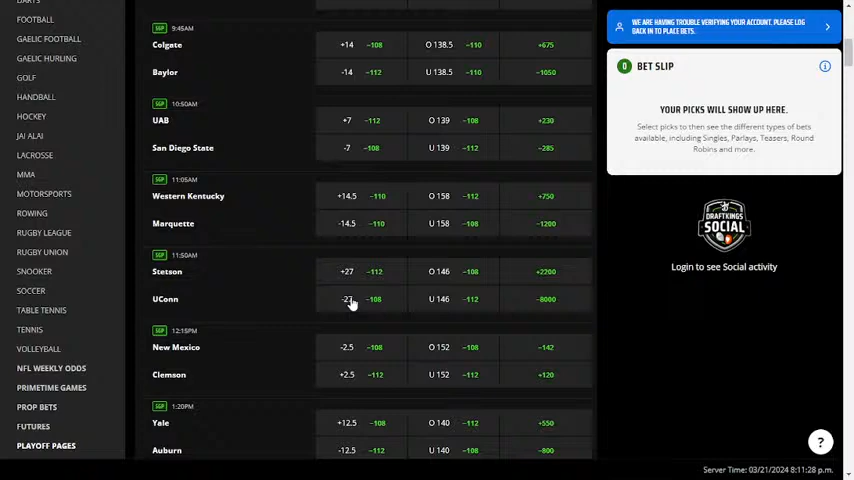 DARTS
FOOTBALL
GAELIC FOOTBALL
GAELIC HURLING
GOLF
HANDBALL
HOCKEY
JAI ALAI
LACROSSE
MMA
MOTORSPORTS
ROWING
RUGBY LEAGUE
RUGBY UNION
SNOOKER
SOCCER
TABLE TENNIS
TENNIS
VOLLEYBALL
NFL WEEKLY ODDS
PRIMETIME GAMES
PROP BETS
FUTURES
PLAYOFF PAGES
SGP 9:45AM
Colgate +14 −108 O 138.5 −110 +675
Baylor -14 −112 U 138.5 −110 −1050
SGP 10:50AM
UAB +7 −112 O 139 −108 +230
San Diego State -7 −108 U 139 −112 −285
SGP 11:05AM
Western Kentucky +14.5 −110 O 158 −112 +750
Marquette -14.5 −110 U 158 −108 −1200
SGP 11:50AM
Stetson +27 −112 O 146 −108 +2200
UConn -27 −108 U 146 −112 −8000
SGP 12:15PM
New Mexico -2.5 −108 O 152 −108 −142
Clemson +2.5 −112 U 152 −112 +120
SGP 1:20PM
Yale +12.5 −108 O 140 −112 +550
Auburn -12.5 −112 U 140 −108 −800
WE ARE HAVING TROUBLE VERIFYING YOUR ACCOUNT. PLEASE LOG
BACK IN TO PLACE BETS.
0 BET SLIP
YOUR PICKS WILL SHOW UP HERE.
Select picks to then see the different types of bets
available, including Singles, Parlays, Teasers, Round
Robins and more.
DRAFTKINGS
SOCIAL
Login to see Social activity
?
Server Time: 03/21/2024 8:11:28 p.m.